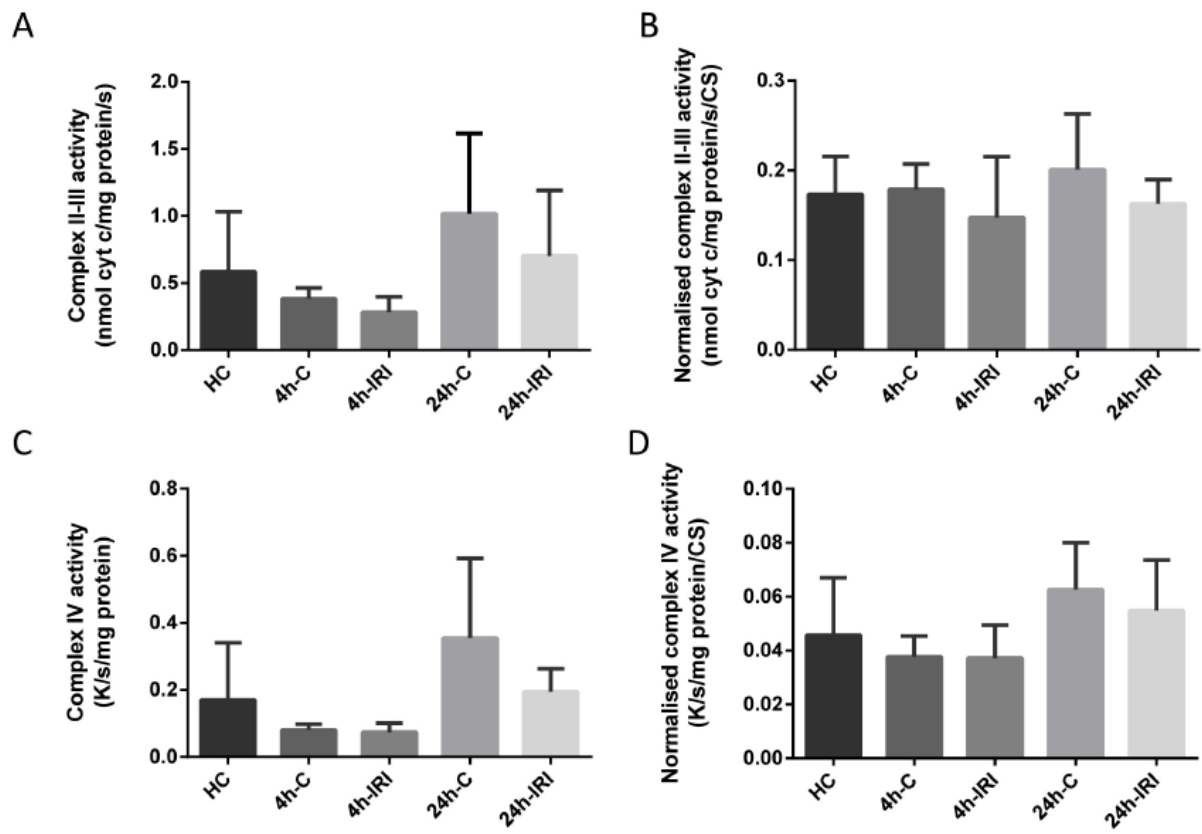 A
Complex II-III activity
(nmol cyt c/mg protein/s)
2.0
1.5
1.0
0.5
0.0
HC
4h-C
4h-IRI
24h-C
24h-IRI
B
Normalised complex II-III activity
(nmol cyt c/mg protein/s/CS)
0.3
0.2
0.1
0.0
HC
4h-C
4h-IRI
24h-C
24h-IRI
C
Complex IV activity
(K/s/mg protein)
0.8
0.6
0.4
0.2
0.0
HC
4h-C
4h-IRI
24h-C
24h-IRI
D
Normalised complex IV activity
(K/s/mg protein/CS)
0.10
0.08
0.06
0.04
0.02
0.00
HC
4h-C
4h-IRI
24h-C
24h-IRI